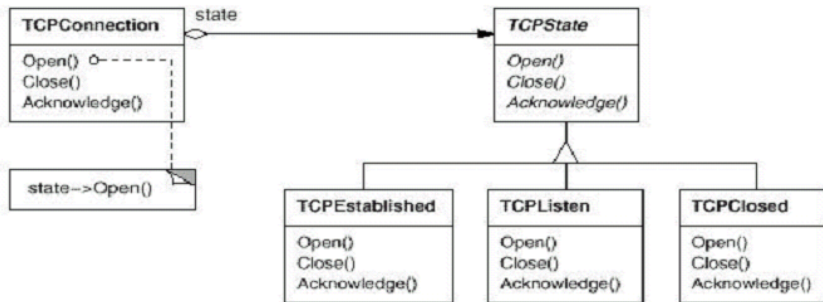 state
TCPConnection
Open()
Close()
Acknowledge()
state->Open()
TCPState
Open()
Close()
Acknowledge()
TCPEstablished
Open()
Close()
Acknowledge()
TCPListen
Open()
Close()
Acknowledge()
TCPClosed
Open()
Close()
Acknowledge()